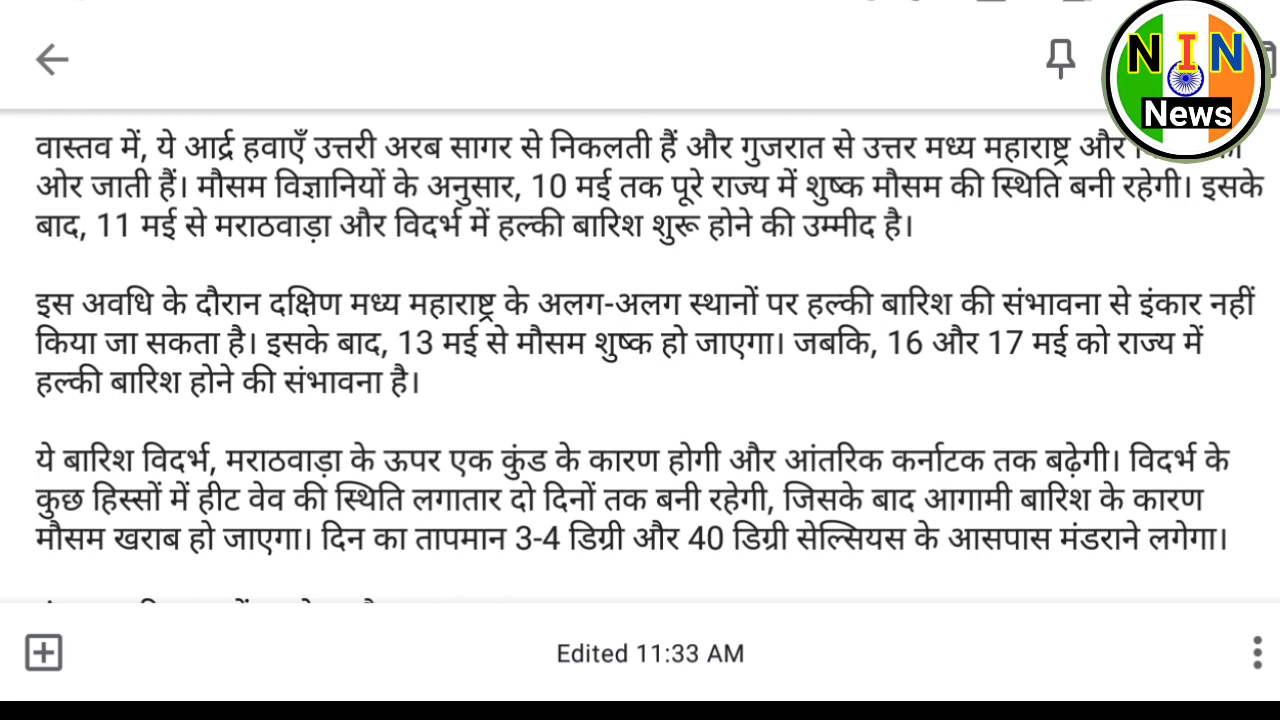 NIN
News
वास्तव में, ये आर्द्र हवाएँ उत्तरी अरब सागर से निकलती हैं और गुजरात से उत्तर मध्य महाराष्ट्र और
ओर जाती हैं। मौसम विज्ञानियों के अनुसार, 10 मई तक पूरे राज्य में शुष्क मौसम की स्थिति बनी रहेगी। इसके
बाद, 11 मई से मराठवाड़ा और विदर्भ में हल्की बारिश शुरू होने की उम्मीद है।
इस अवधि के दौरान दक्षिण मध्य महाराष्ट्र के अलग-अलग स्थानों पर हल्की बारिश की संभावना से इंकार नहीं
किया जा सकता है। इसके बाद, 13 मई से मौसम शुष्क हो जाएगा। जबकि, 16 और 17 मई को राज्य में
हल्की बारिश होने की संभावना है।
ये बारिश विदर्भ, मराठवाड़ा के ऊपर एक कुंड के कारण होगी और आंतरिक कर्नाटक तक बढ़ेगी। विदर्भ के
कुछ हिस्सों में हीट वेव की स्थिति लगातार दो दिनों तक बनी रहेगी, जिसके बाद आगामी बारिश के कारण
मौसम खराब हो जाएगा। दिन का तापमान 3-4 डिग्री और 40 डिग्री सेल्सियस के आसपास मंडराने लगेगा।
Edited 11:33 AM